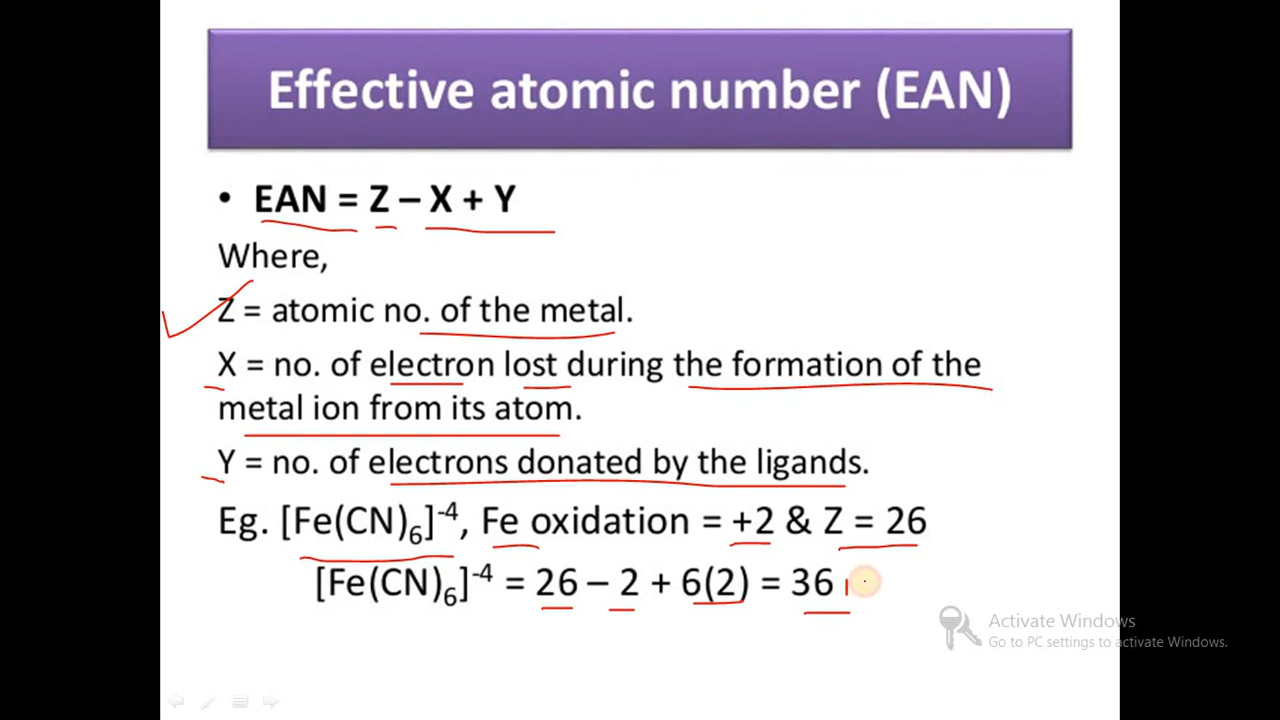 Effective atomic number (EAN)
• EAN = Z – X + Y
Where,
Z = atomic no. of the metal.
X = no. of electron lost during the formation of the
metal ion from its atom.
Y = no. of electrons donated by the ligands.
Eg. [Fe(CN)₆]⁻⁴, Fe oxidation = +2 & Z = 26
[Fe(CN)₆]⁻⁴ = 26 – 2 + 6(2) = 36
Activate Windows
Go to PC settings to activate Windows.